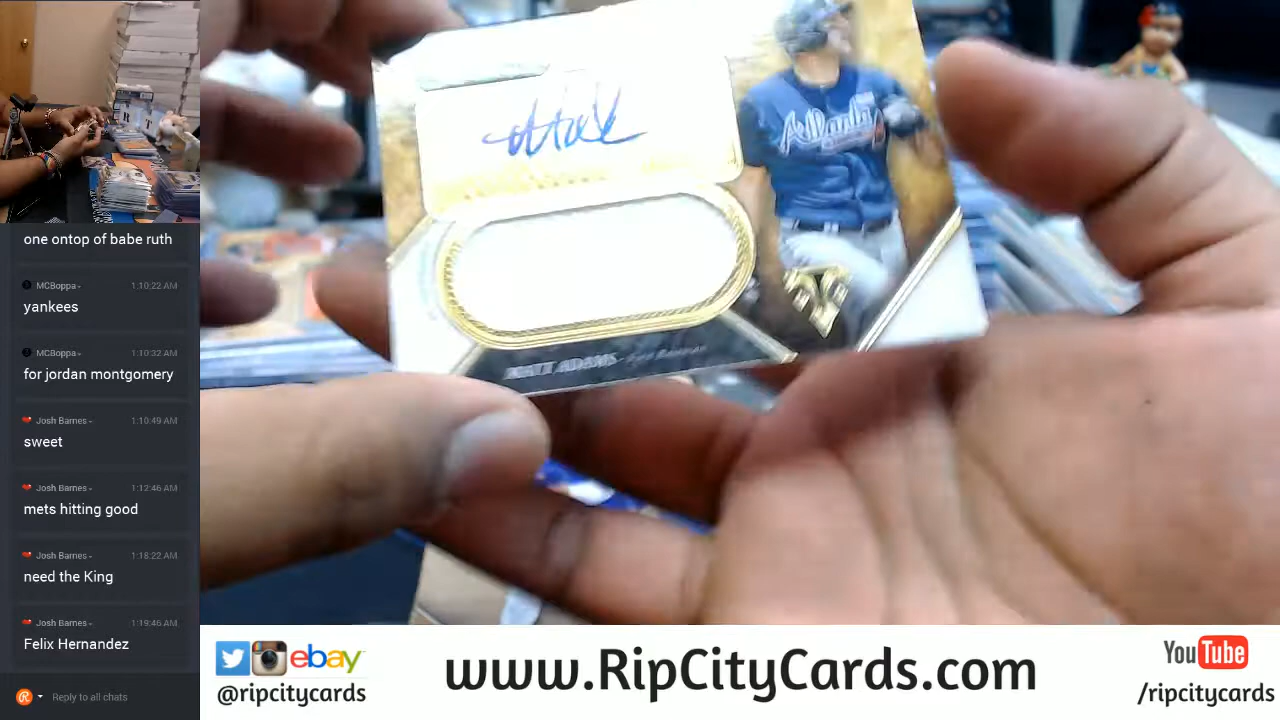 one ontop of babe ruth
MCBoppa
1:10:22 AM
yankees
MCBoppa
1:10:32 AM
for jordan montgomery
Josh Barnes
1:10:49 AM
sweet
Josh Barnes
1:12:46 AM
mets hitting good
Josh Barnes
1:18:22 AM
need the King
Josh Barnes
1:19:46 AM
Felix Hernandez
Reply to all chats
Atlanta
MATT ADAMS
ebay
@ripcitycards
www.RipCityCards.com
YouTube
/ripcitycards